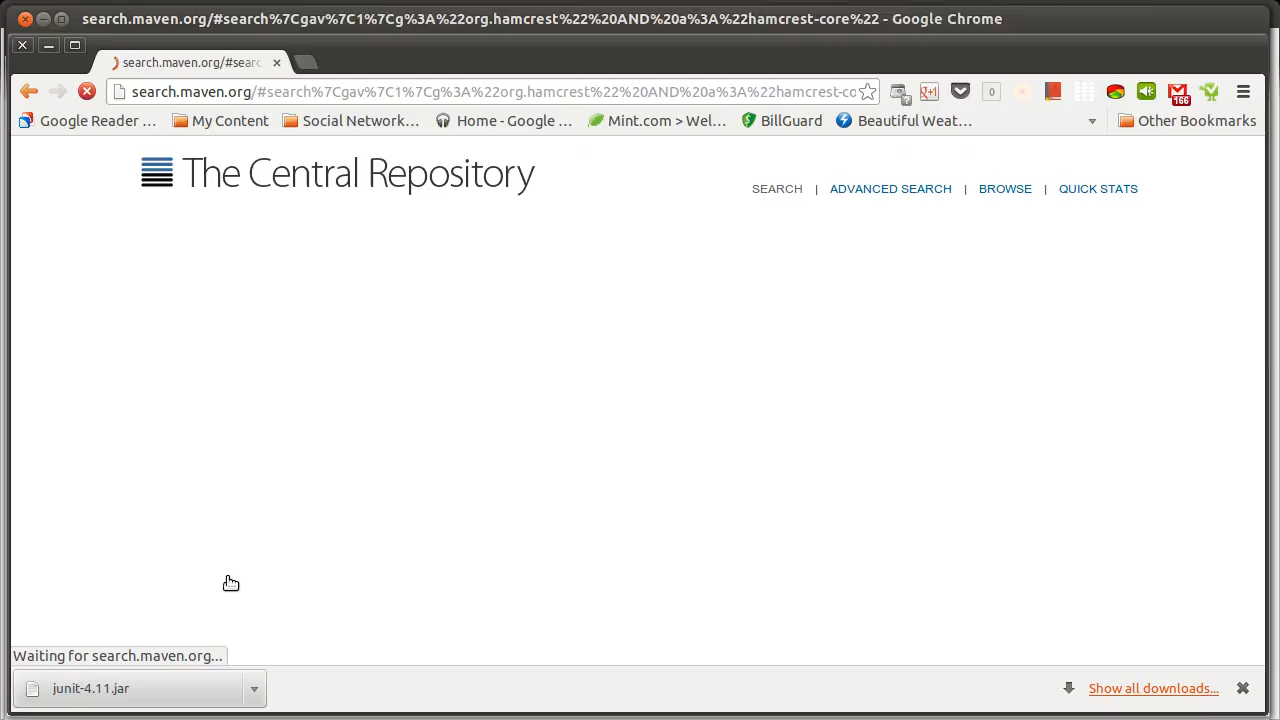 search.maven.org/#search%7Cgav%7C1%7Cg%3A%22org.hamcrest%22%20AND%20a%3A%22hamcrest-core%22 - Google Chrome
search.maven.org/#searc
search.maven.org/#search%7Cgav%7C1%7Cg%3A%22org.hamcrest%22%20AND%20a%3A%22hamcrest-co
0
166
Google Reader ... My Content Social Network... Home - Google ... Mint.com > Wel... BillGuard Beautiful Weat... Other Bookmarks
The Central Repository
SEARCH | ADVANCED SEARCH | BROWSE | QUICK STATS
Waiting for search.maven.org...
junit-4.11.jar Show all downloads...